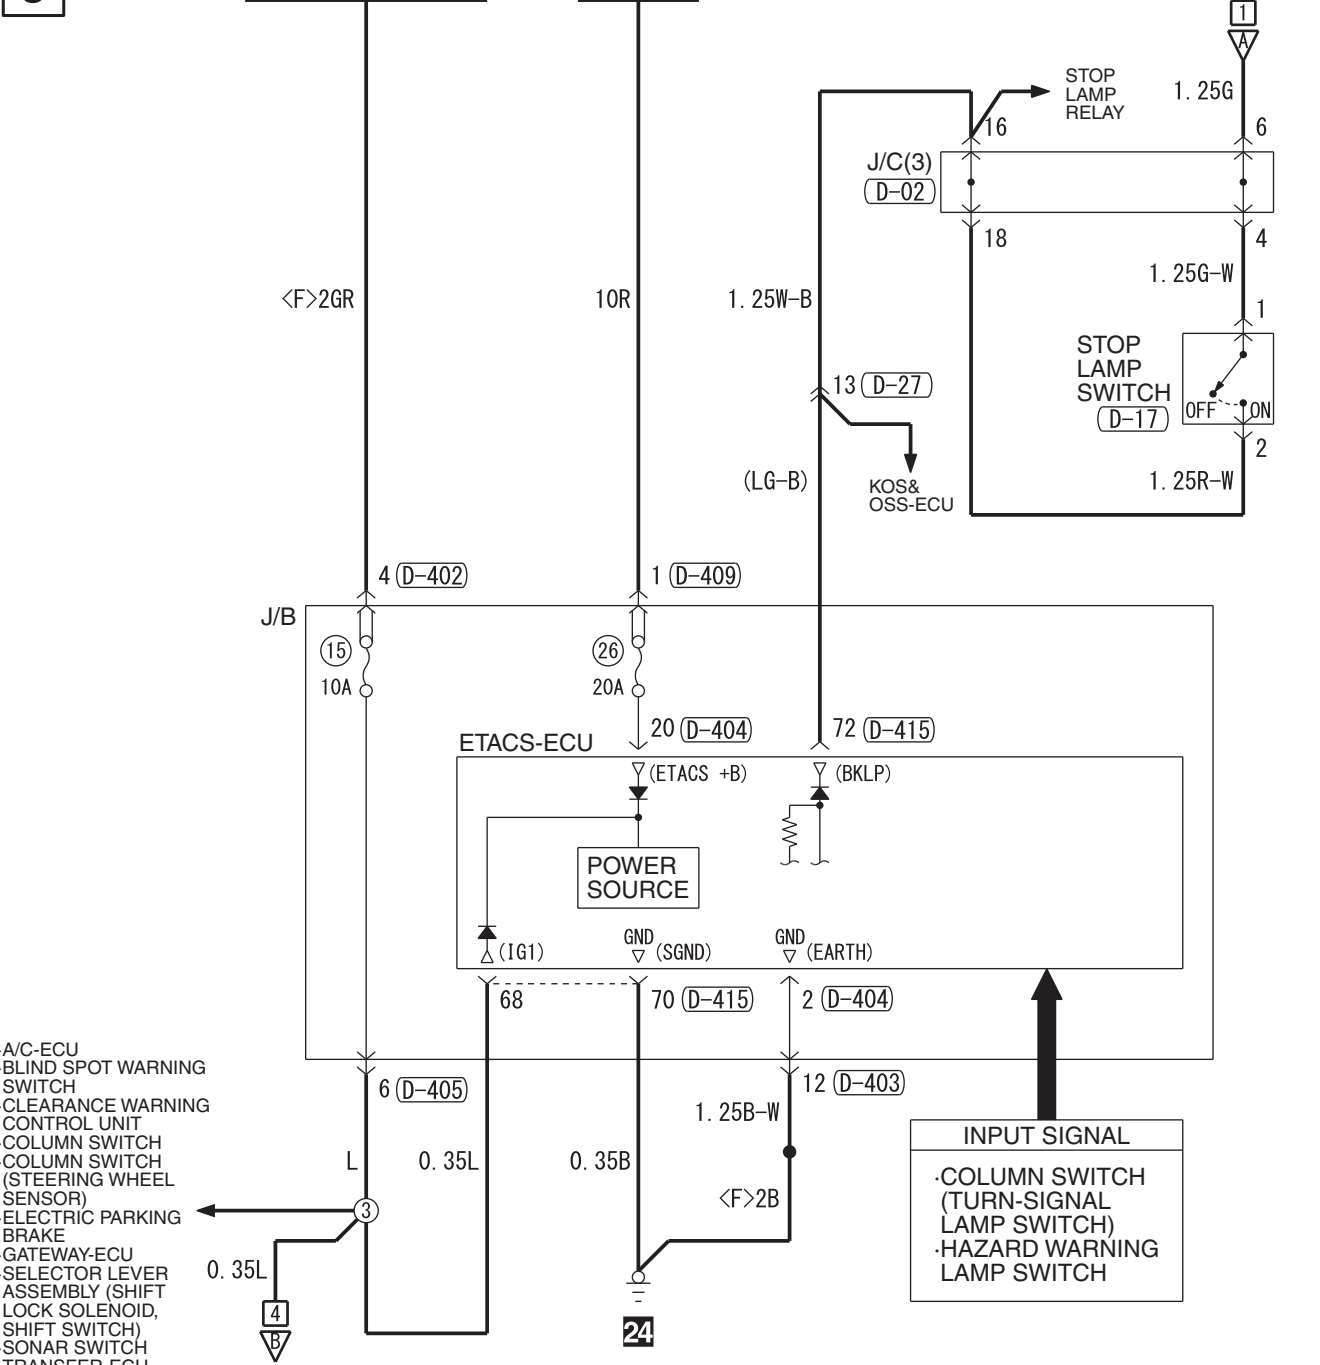 1
A
STOP
LAMP
RELAY
1.25G
16
6
J/C(3)
D-02
18
4
1.25G-W
<F>2GR
10R
1.25W-B
1
STOP
LAMP
SWITCH
OFF
ON
D-17
13 D-27
2
(LG-B)
KOS&
OSS-ECU
1.25R-W
4 D-402
1 D-409
J/B
15
10A
26
20A
20 D-404
72 D-415
ETACS-ECU
(ETACS +B)
(BKLP)
POWER
SOURCE
(IG1)
GND
(SGND)
GND
(EARTH)
68
70 D-415
2 D-404
6 D-405
12 D-403
1.25B-W
L
0.35L
0.35B
<F>2B
3
0.35L
4
B
24
·A/C-ECU
·BLIND SPOT WARNING
SWITCH
·CLEARANCE WARNING
CONTROL UNIT
·COLUMN SWITCH
·COLUMN SWITCH
(STEERING WHEEL
SENSOR)
·ELECTRIC PARKING
BRAKE
·GATEWAY-ECU
·SELECTOR LEVER
ASSEMBLY (SHIFT
LOCK SOLENOID,
SHIFT SWITCH)
·SONAR SWITCH
TRANSFER-ECU
INPUT SIGNAL
·COLUMN SWITCH
(TURN-SIGNAL
LAMP SWITCH)
·HAZARD WARNING
LAMP SWITCH